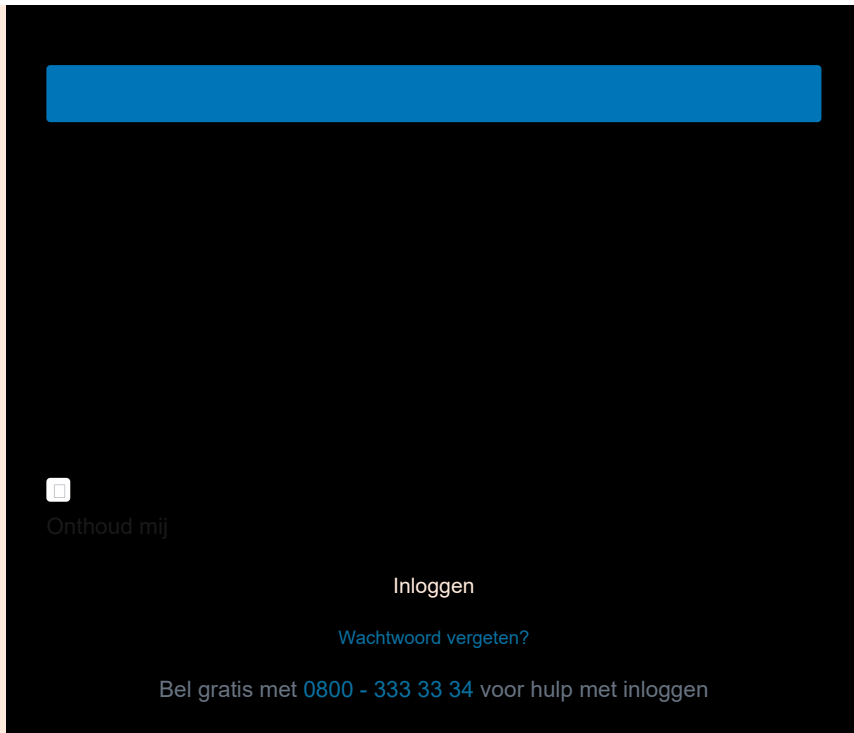 Onthoud mij
Inloggen
Wachtwoord vergeten?
Bel gratis met 0800 - 333 33 34 voor hulp met inloggen